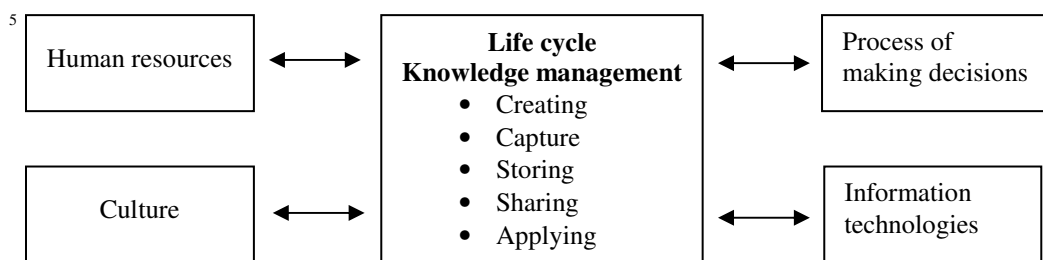 5
Human resources
Culture
Life cycle
Knowledge management
• Creating
• Capture
• Storing
• Sharing
• Applying
Process of
making decisions
Information
technologies